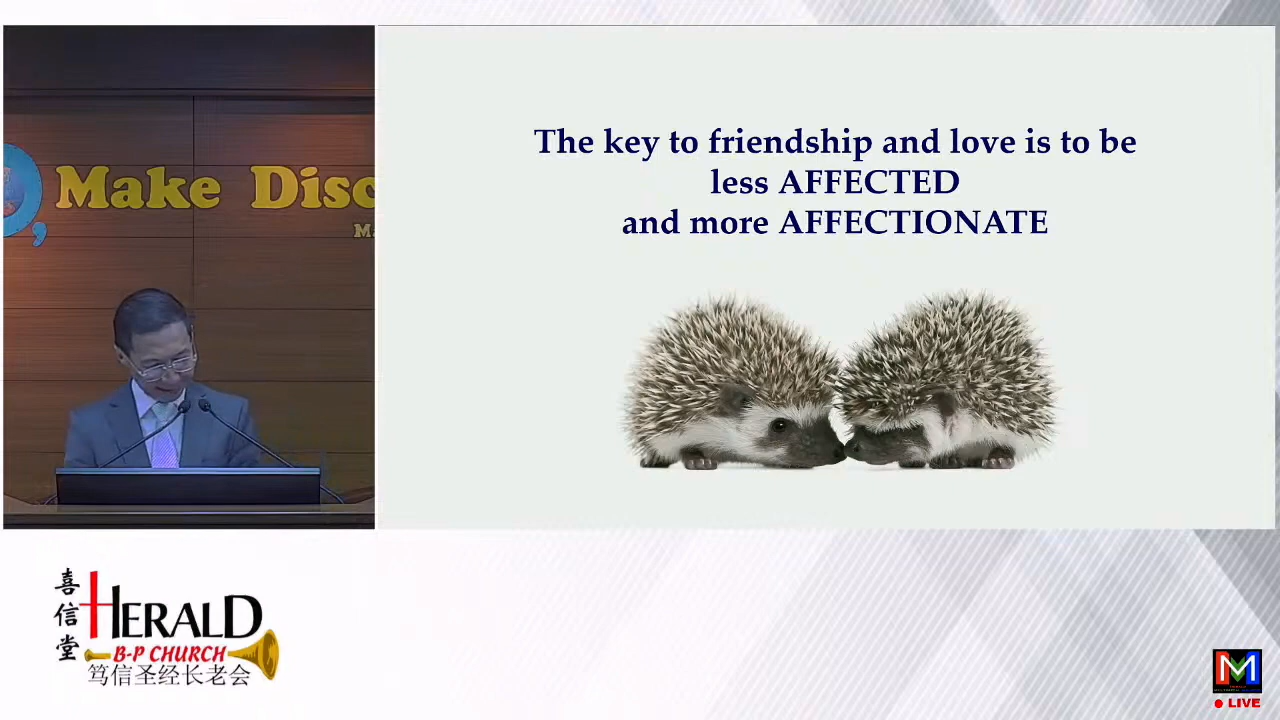 Make Disc
M
The key to friendship and love is to be
less AFFECTED
and more AFFECTIONATE
喜信堂
HERALD
B-P CHURCH
笃信圣经长老会
M
LIVE